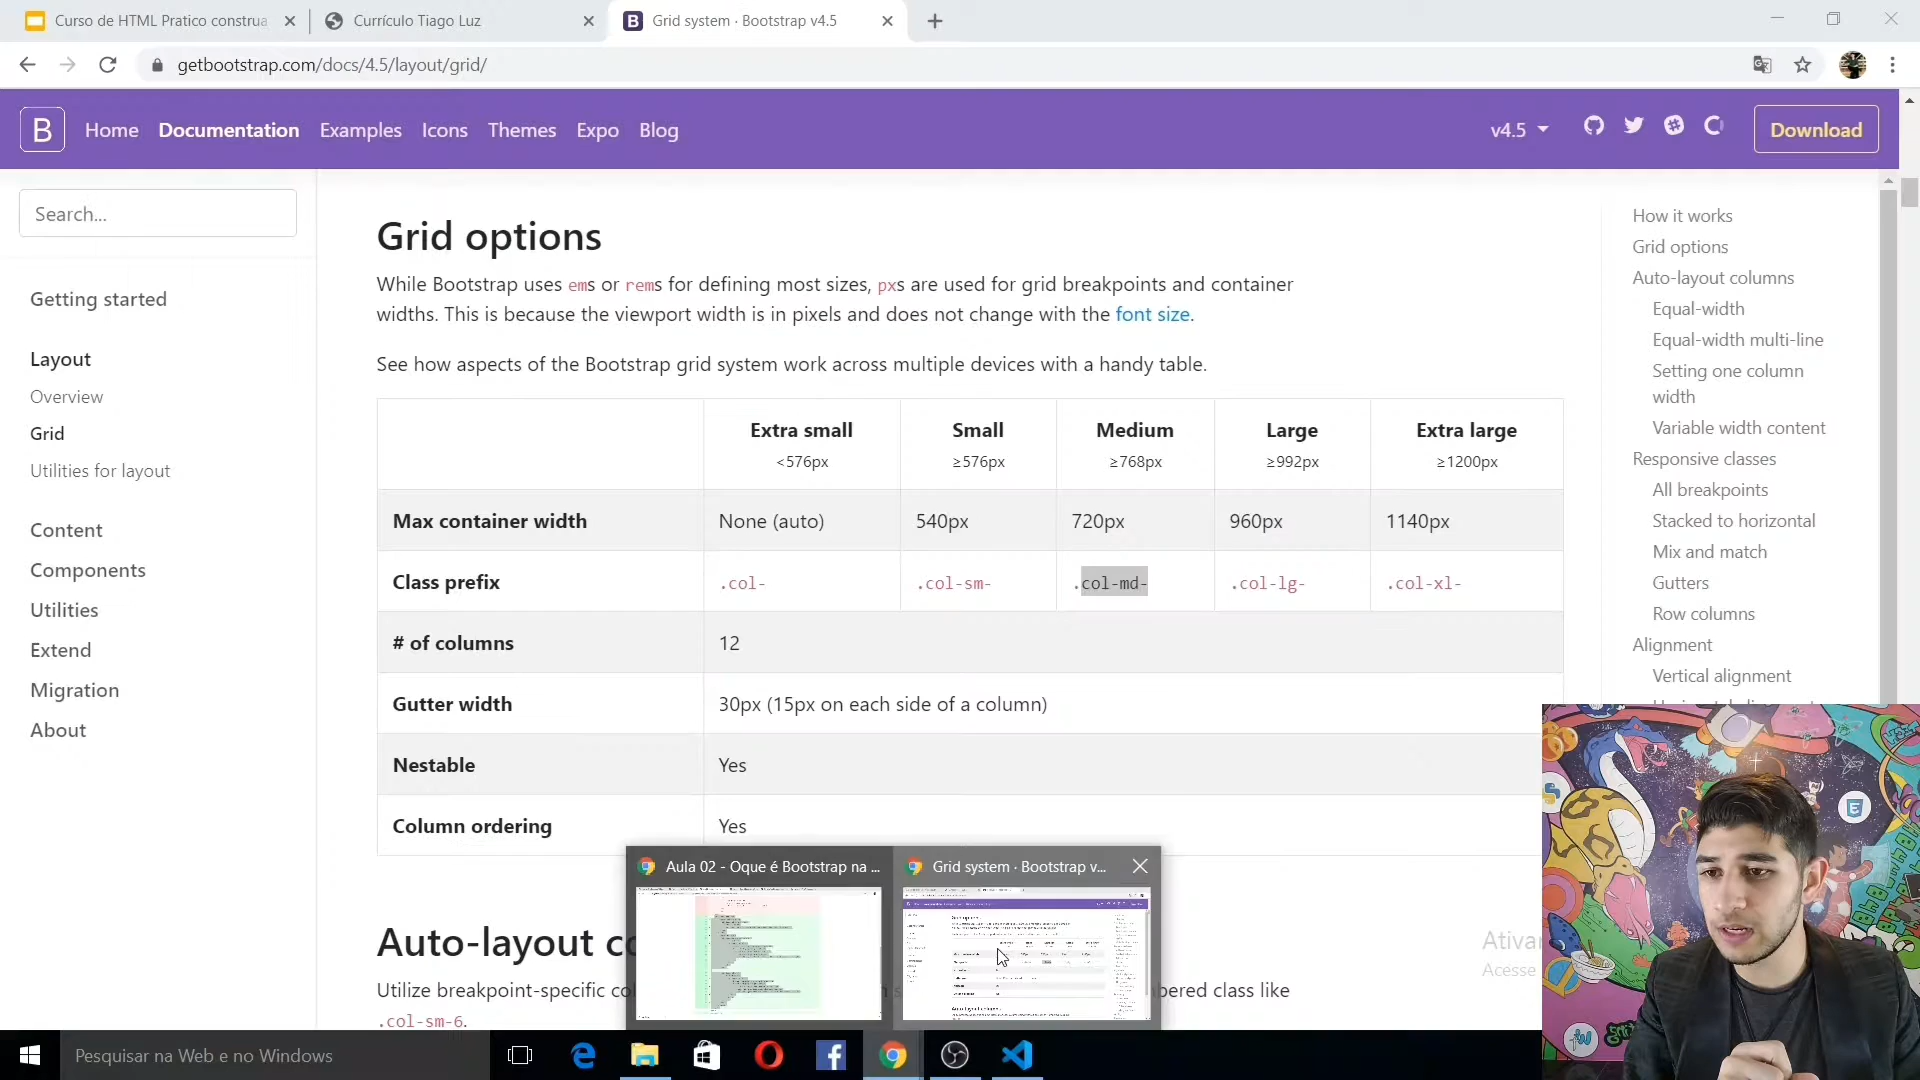 Curso de HTML Pratico construa
Currículo Tiago Luz
Grid system · Bootstrap v4.5
getbootstrap.com/docs/4.5/layout/grid/
B
Home
Documentation
Examples
Icons
Themes
Expo
Blog
v4.5
Download
Search...
Getting started
Layout
Overview
Grid
Utilities for layout
Content
Components
Utilities
Extend
Migration
About
Grid options
While Bootstrap uses ems or rems for defining most sizes, pxs are used for grid breakpoints and container
widths. This is because the viewport width is in pixels and does not change with the font size.
See how aspects of the Bootstrap grid system work across multiple devices with a handy table.
Extra small Small Medium Large Extra large
<576px ≥576px ≥768px ≥992px ≥1200px
Max container width None (auto) 540px 720px 960px 1140px
Class prefix .col- .col-sm- .col-md- .col-lg- .col-xl-
# of columns 12
Gutter width 30px (15px on each side of a column)
Nestable Yes
Column ordering Yes
Auto-layout
Utilize breakpoint-specific
.col-sm-6.
class like
How it works
Grid options
Auto-layout columns
Equal-width
Equal-width multi-line
Setting one column
width
Variable width content
Responsive classes
All breakpoints
Stacked to horizontal
Mix and match
Gutters
Row columns
Alignment
Vertical alignment
Aula 02 - Oque é Bootstrap na ...
Grid system · Bootstrap v...
Acesse
Pesquisar na Web e no Windows